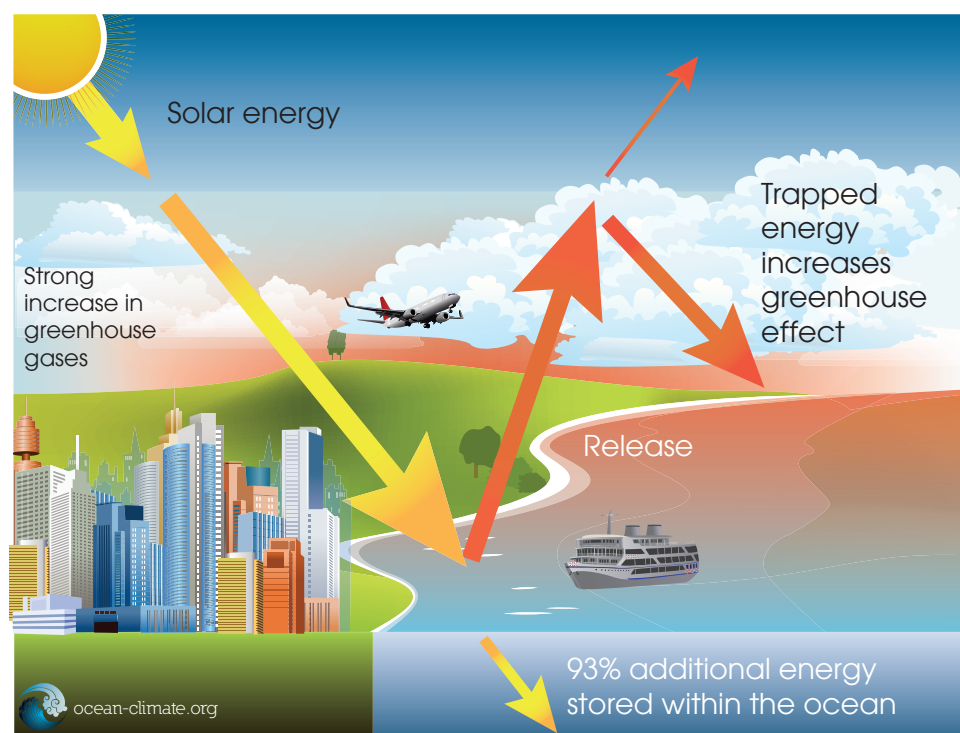 Solar energy
Strong
increase in
greenhouse
gases
Trapped
energy
increases
greenhouse
effect
Release
93% additional energy
stored within the ocean
ocean-climate.org